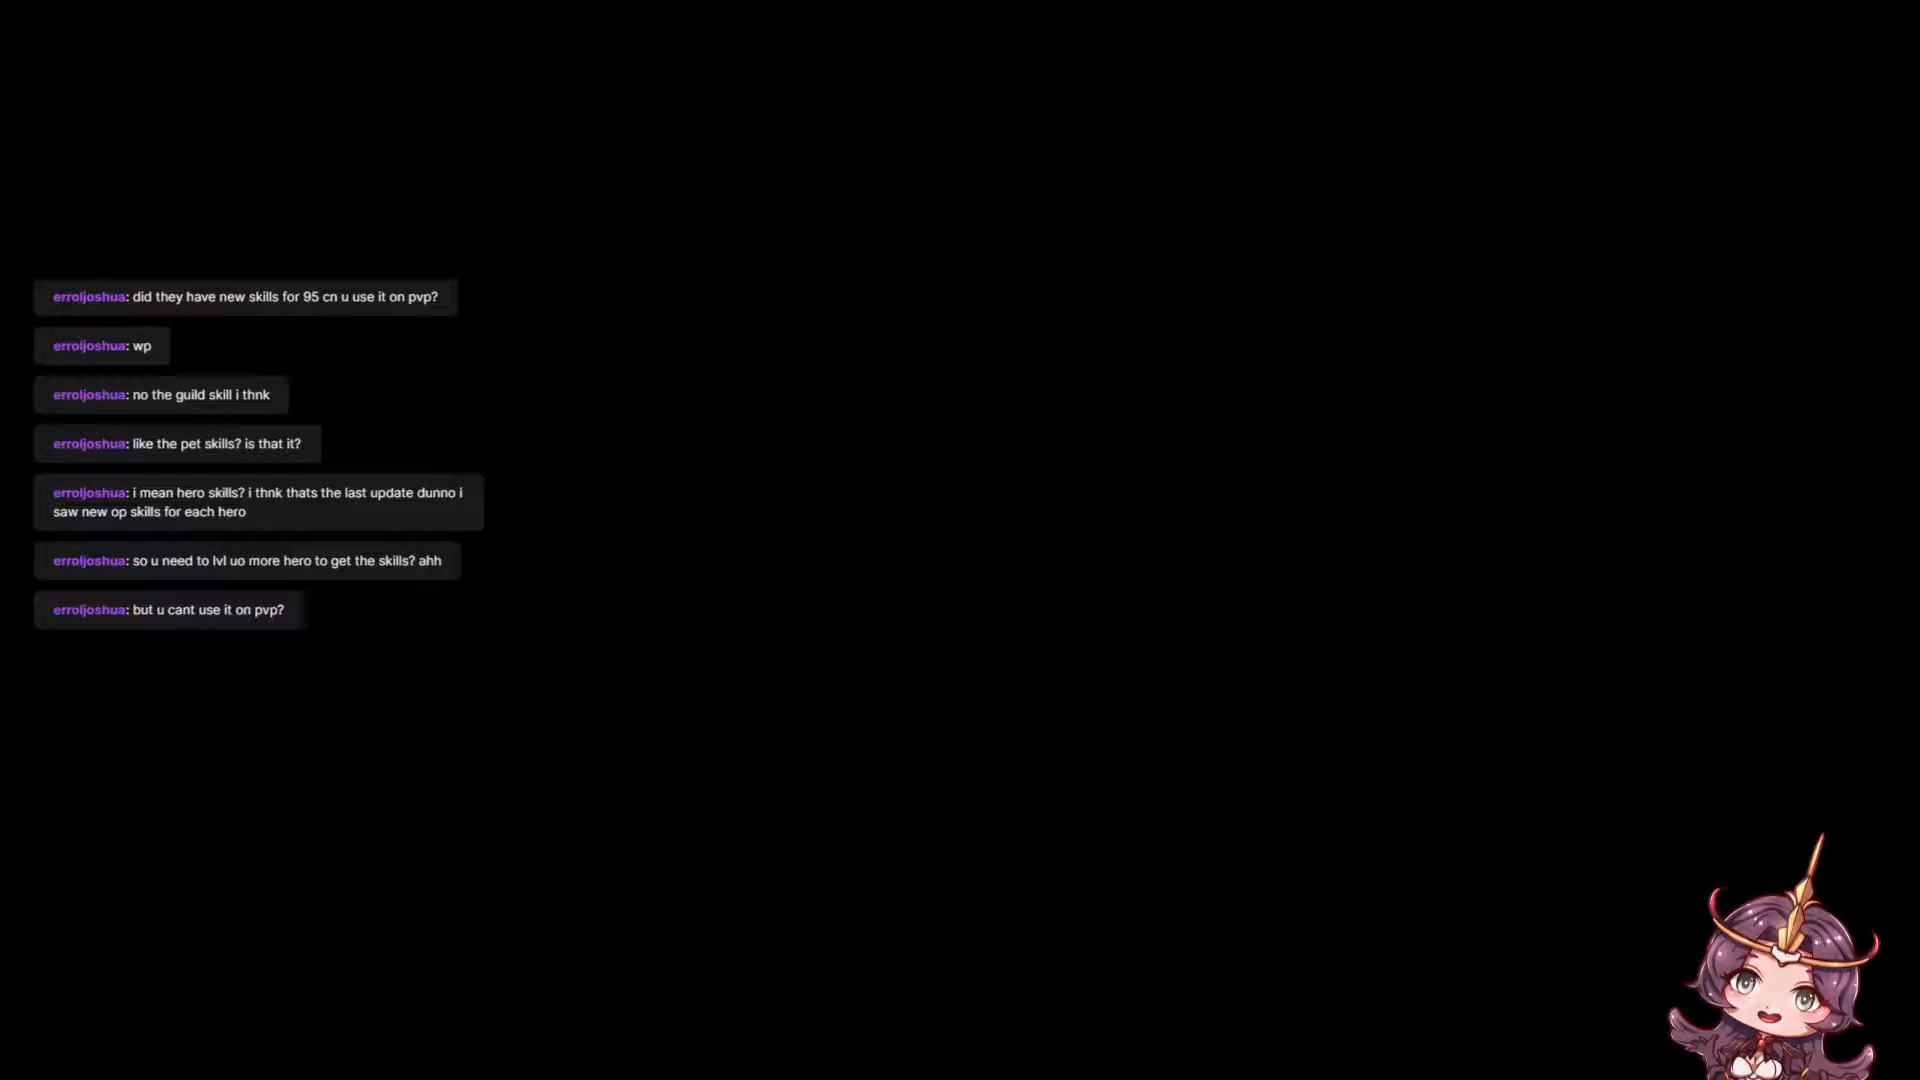 erroljoshua: did they have new skills for 95 cn u use it on pvp?
erroljoshua: wp
erroljoshua: no the guild skill i thnk
erroljoshua: like the pet skills? is that it?
erroljoshua: i mean hero skills? i thnk thats the last update dunno i
saw new op skills for each hero
erroljoshua: so u need to lvl uo more hero to get the skills? ahh
erroljoshua: but u cant use it on pvp?